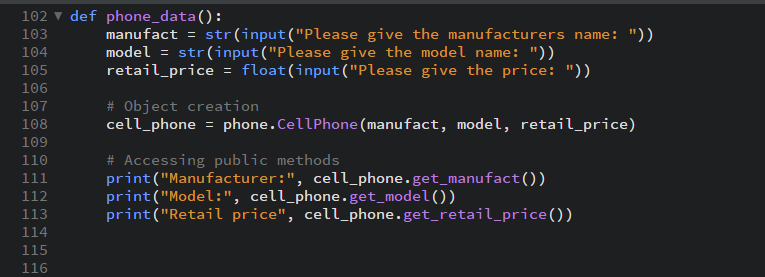 102 ▼ def phone_data():
103 manufact = str(input("Please give the manufacturers name: "))
104 model = str(input("Please give the model name: "))
105 retail_price = float(input("Please give the price: "))
106
107 # Object creation
108 cell_phone = phone.CellPhone(manufact, model, retail_price)
109
110 # Accessing public methods
111 print("Manufacturer:", cell_phone.get_manufact())
112 print("Model:", cell_phone.get_model())
113 print("Retail price", cell_phone.get_retail_price())
114
115
116